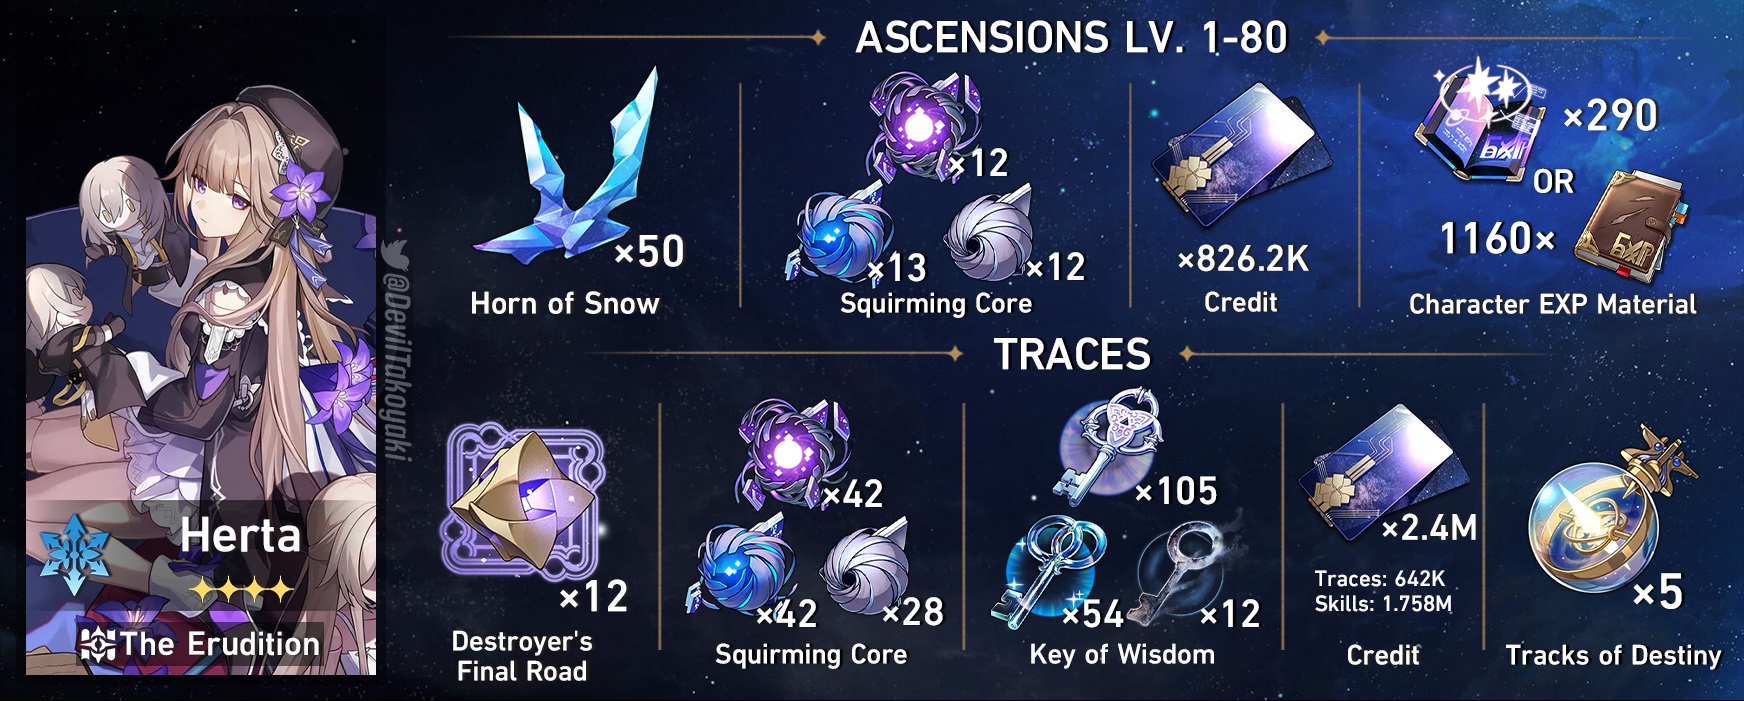 ASCENSIONS LV. 1-80
×50
Horn of Snow
×12
×13
×12
Squirming Core
×826.2K
Credit
×290
OR
1160×
EXP
Character EXP Material
TRACES
@DevilTakoyaki
Herta
The Erudition
×12
Destroyer's
Final Road
×42
×42
×28
Squirming Core
×105
×54
×12
Key of Wisdom
×2.4M
Traces: 642K
Skills: 1.758M
Credit
×5
Tracks of Destiny